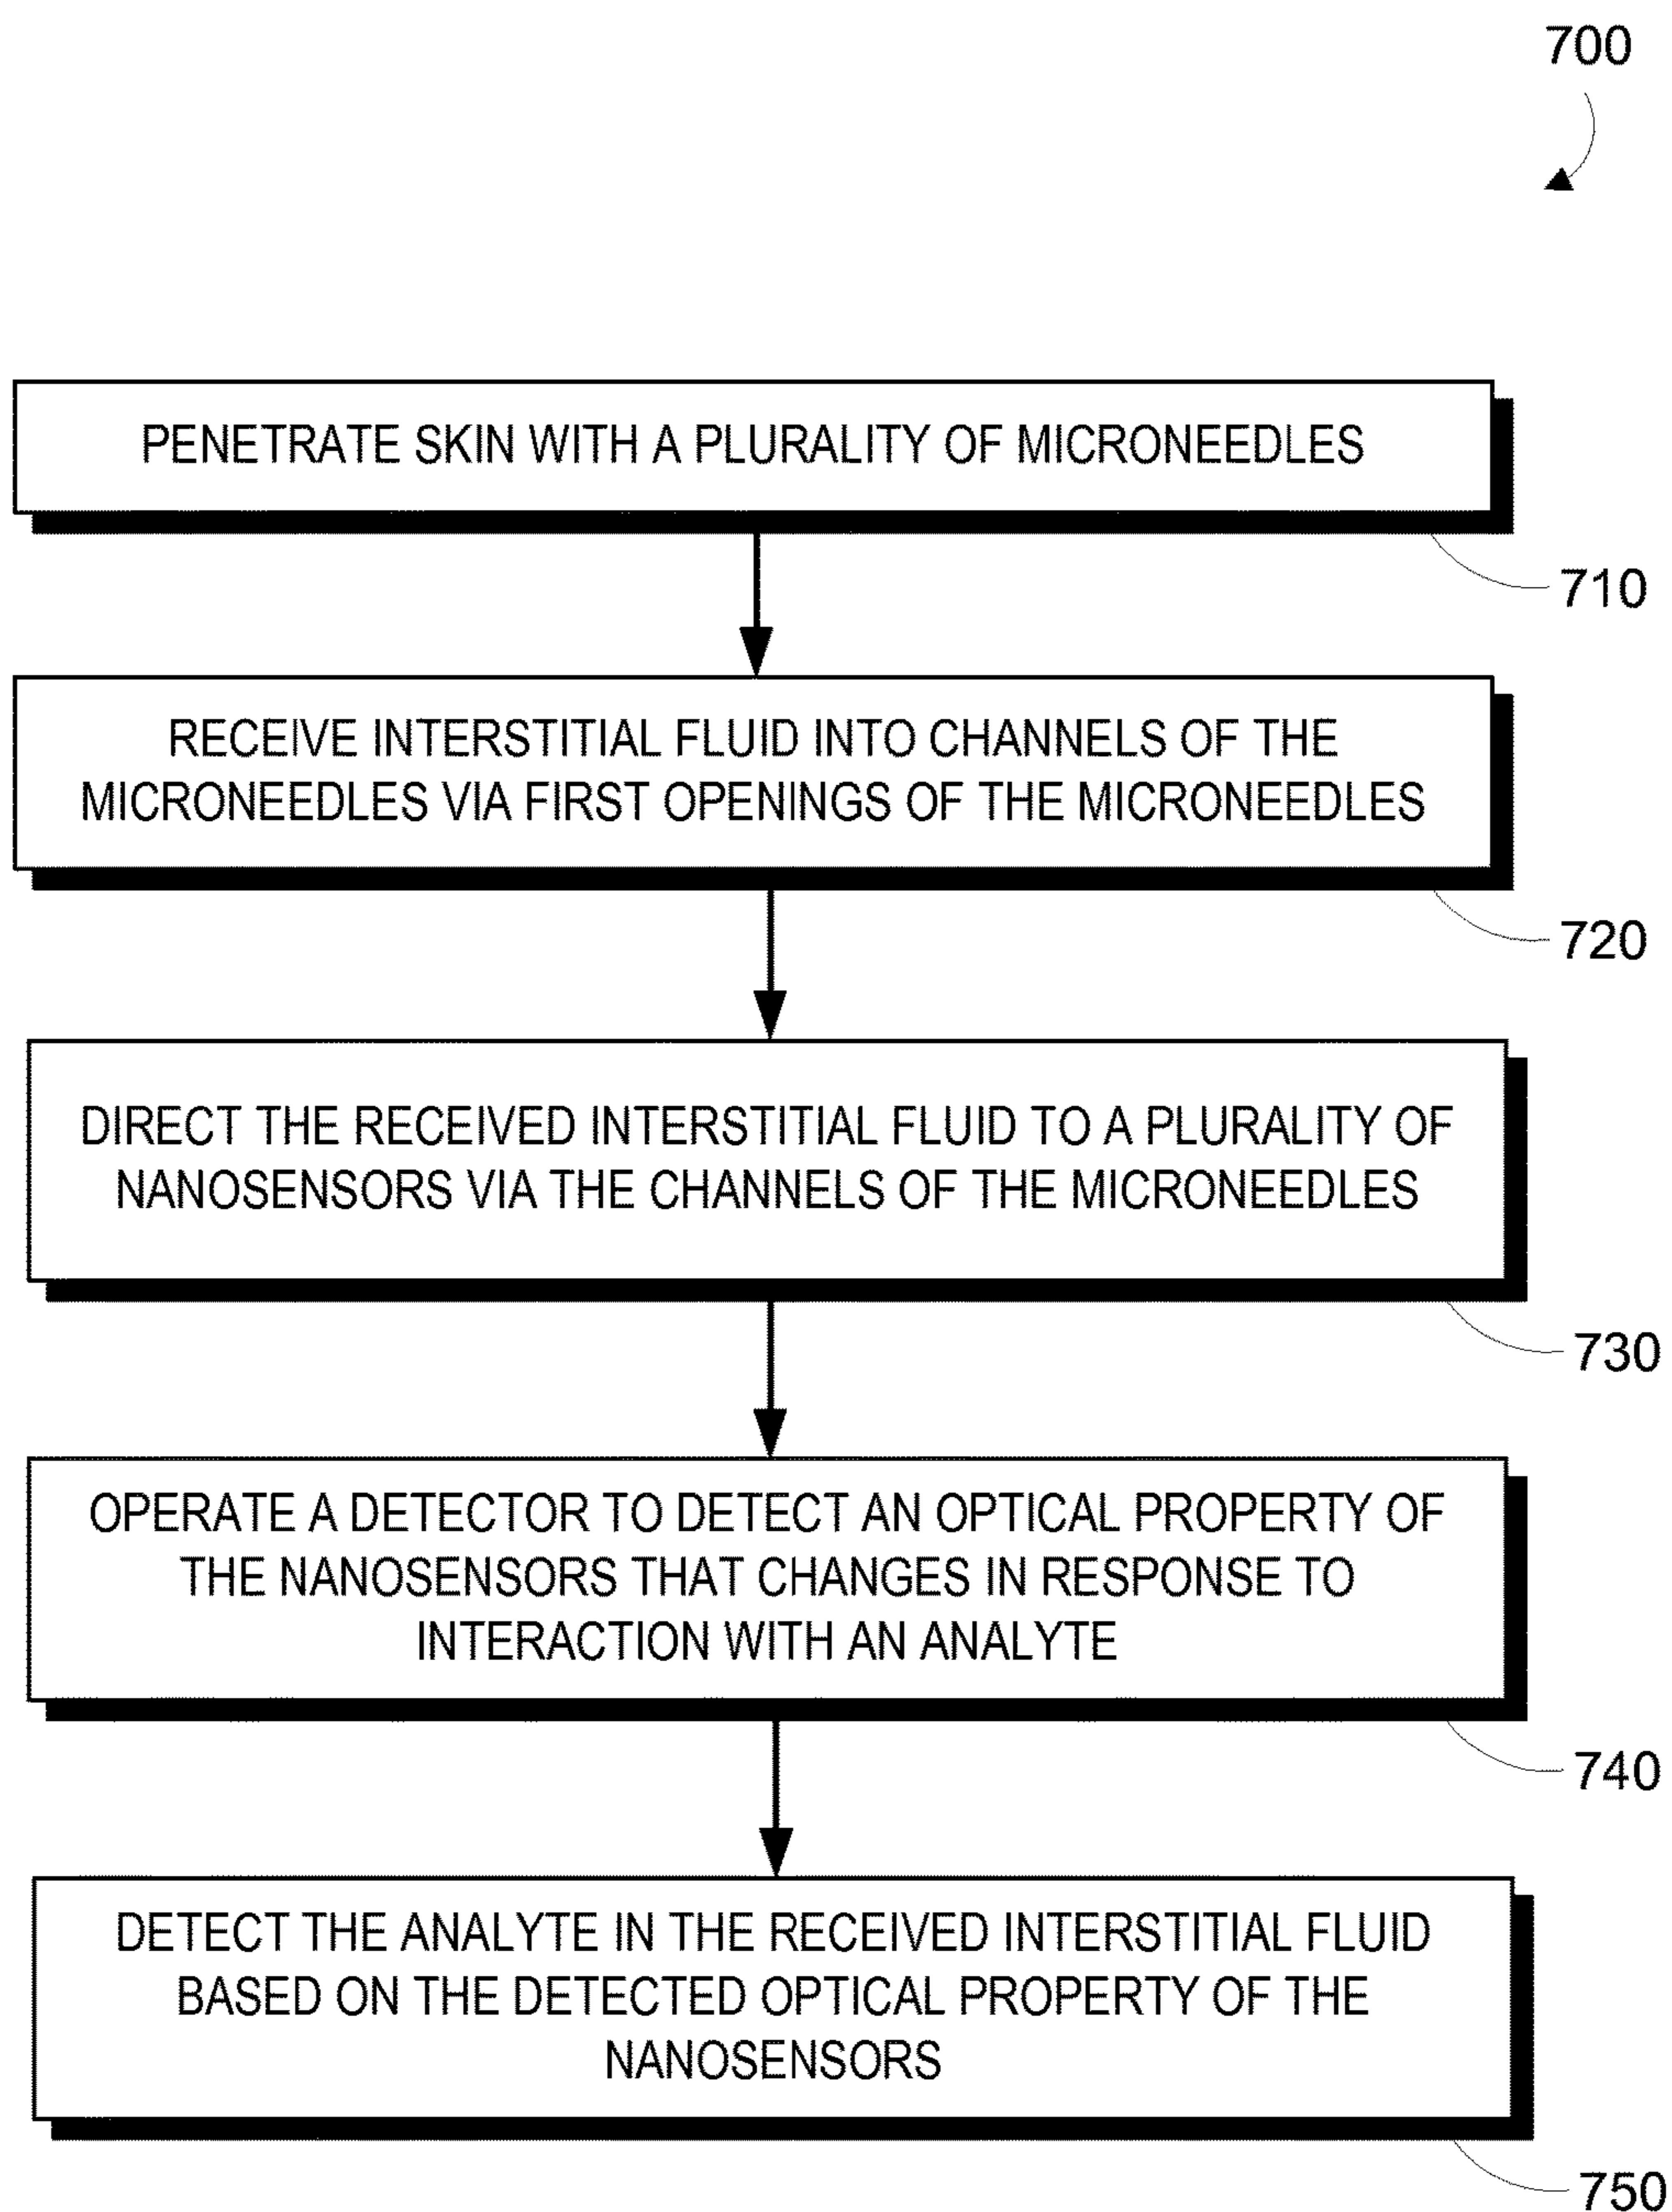 700
PENETRATE SKIN WITH A PLURALITY OF MICRONEEDLES
710
RECEIVE INTERSTITIAL FLUID INTO CHANNELS OF THE
MICRONEEDLES VIA FIRST OPENINGS OF THE MICRONEEDLES
720
DIRECT THE RECEIVED INTERSTITIAL FLUID TO A PLURALITY OF
NANOSENSORS VIA THE CHANNELS OF THE MICRONEEDLES
730
OPERATE A DETECTOR TO DETECT AN OPTICAL PROPERTY OF
THE NANOSENSORS THAT CHANGES IN RESPONSE TO
INTERACTION WITH AN ANALYTE
740
DETECT THE ANALYTE IN THE RECEIVED INTERSTITIAL FLUID
BASED ON THE DETECTED OPTICAL PROPERTY OF THE
NANOSENSORS
750